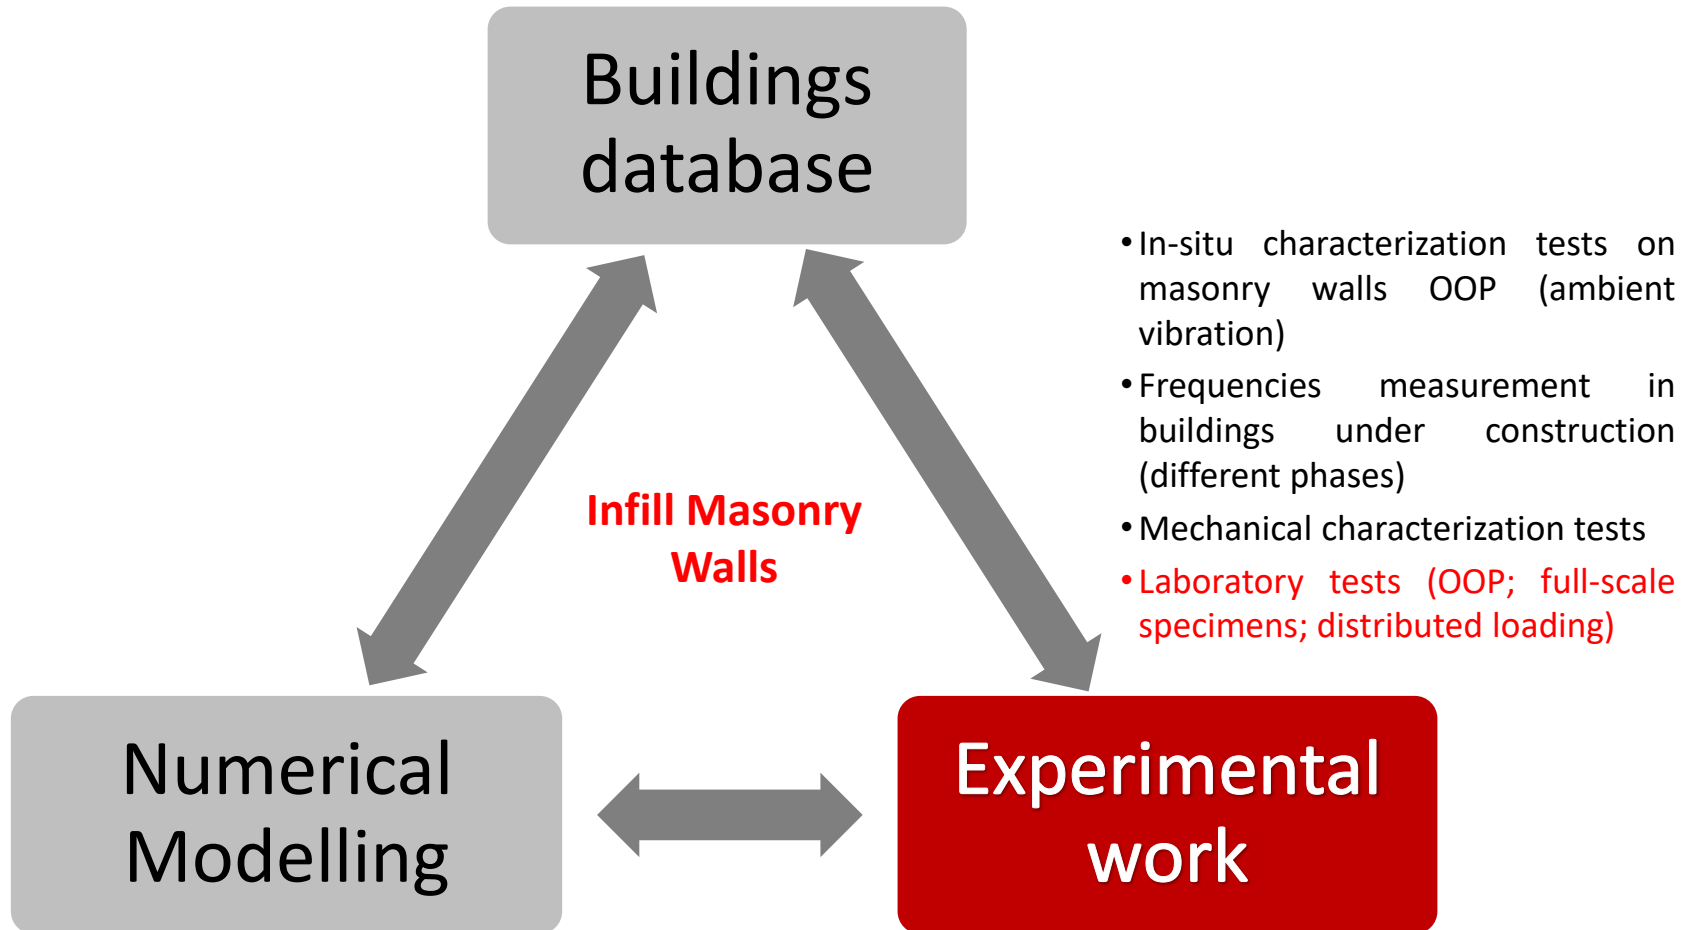 Buildings
database
• In-situ characterization tests on
masonry walls OOP (ambient
vibration)
• Frequencies measurement in
buildings under construction
(different phases)
• Mechanical characterization tests
• Laboratory tests (OOP; full-scale
specimens; distributed loading)
Infill Masonry
Walls
Numerical
Modelling
Experimental
work